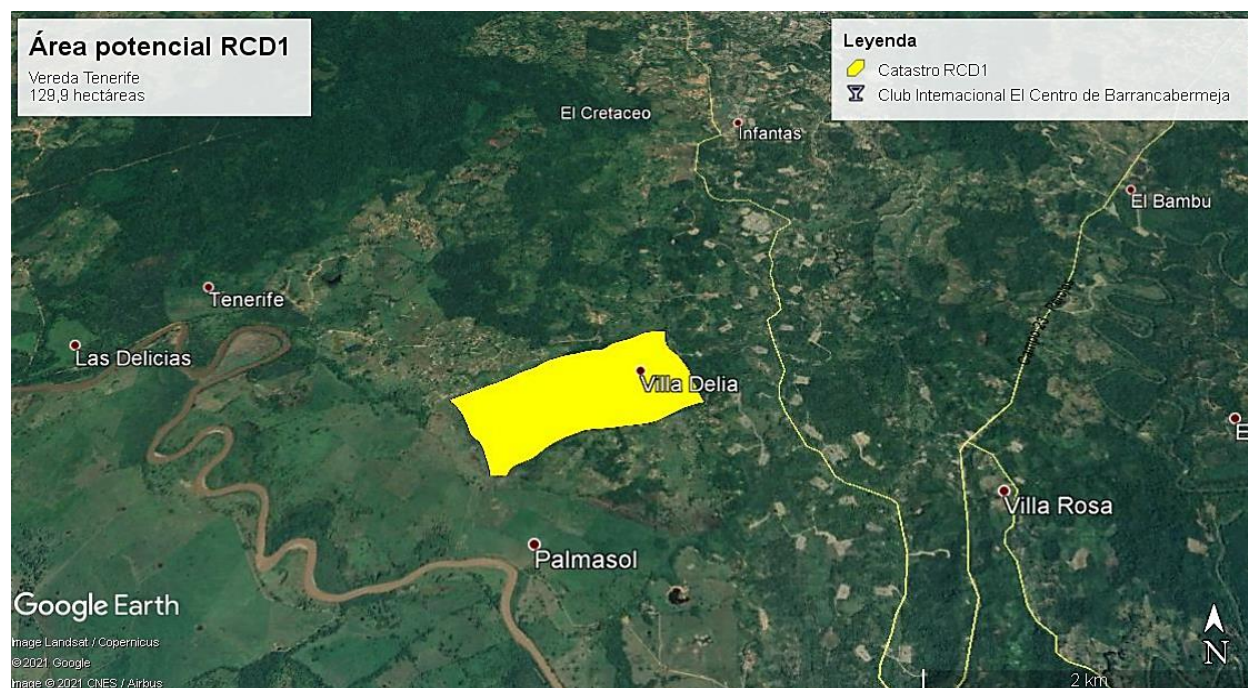 Área potencial RCD1
Vereda Tenerife
129,9 hectáreas
Leyenda
Catastro RCD1
Club Internacional El Centro de Barrancabermeja
El Cretaceo
Infantas
El Bambu
Tenerife
Las Delicias
Villa Delia
E
Villa Rosa
Palmasol
Google Earth
Image Landsat / Copernicus
© 2021 Google
Image © 2021 CNES / Airbus
2 km
N